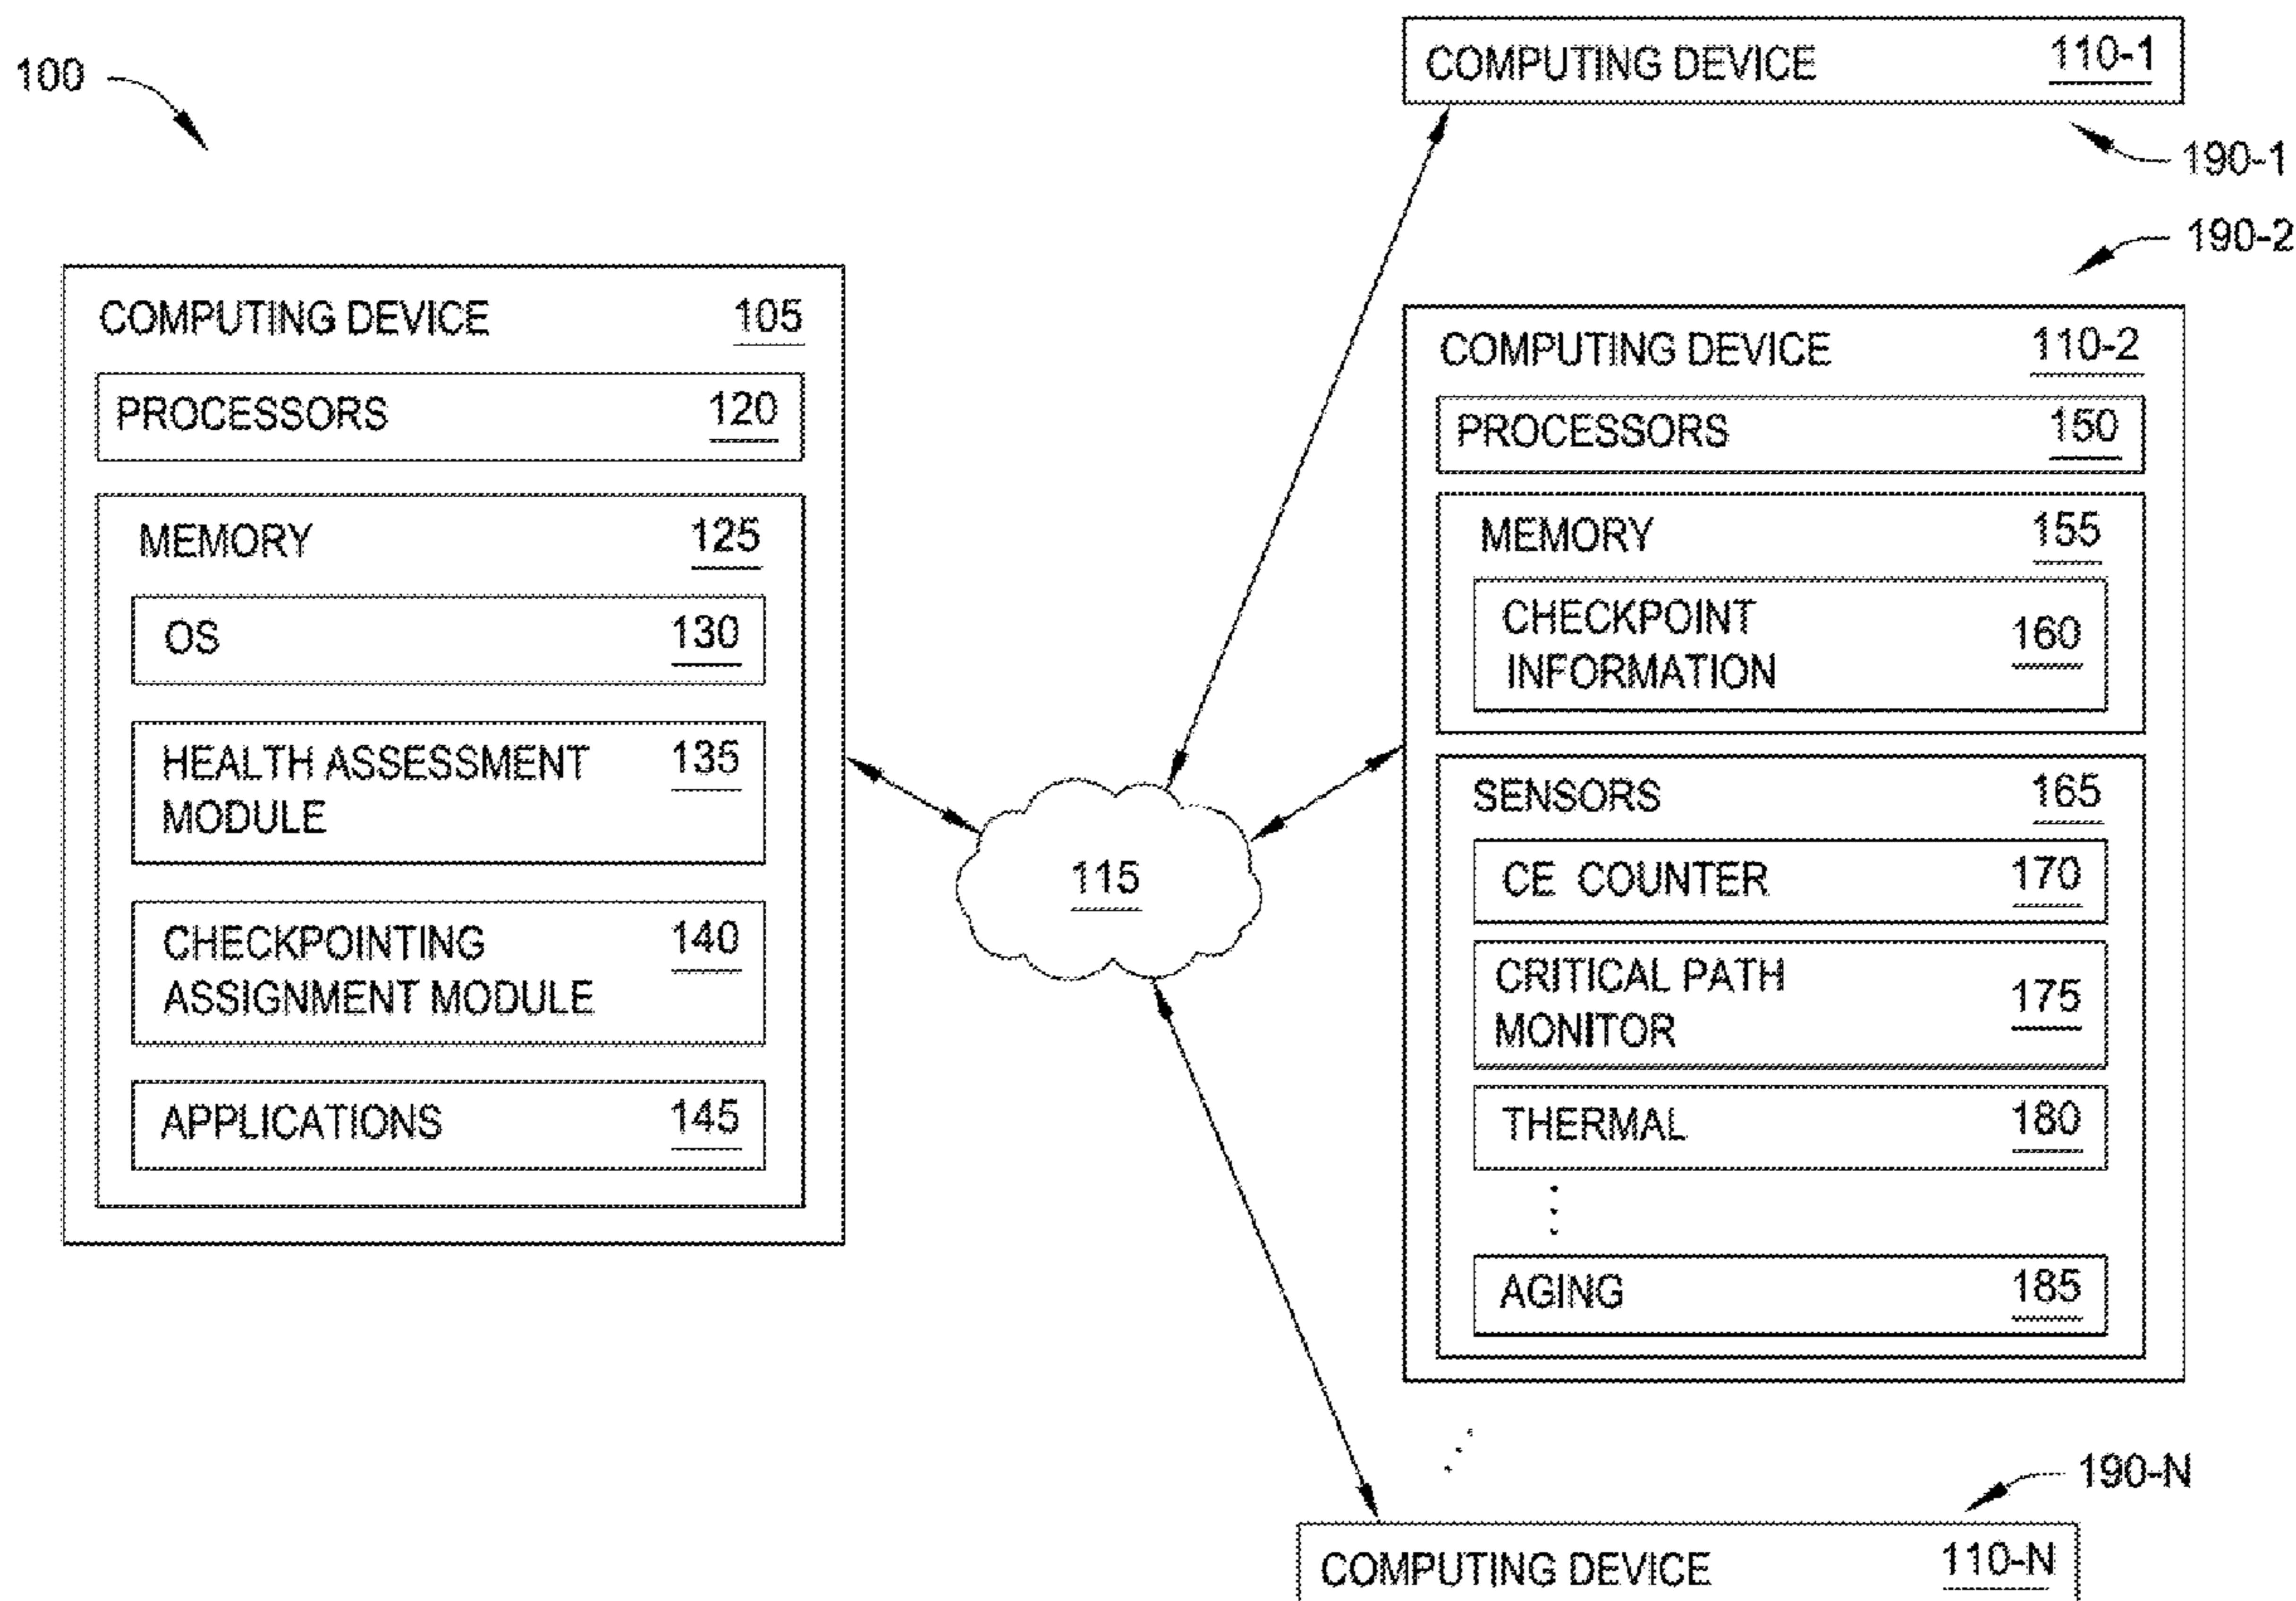 100
COMPUTING DEVICE 110-1
190-1
190-2
COMPUTING DEVICE 105
PROCESSORS 120
MEMORY 125
OS 130
HEALTH ASSESSMENT 135
MODULE
CHECKPOINTING 140
ASSIGNMENT MODULE
APPLICATIONS 145
115
COMPUTING DEVICE 110-2
PROCESSORS 150
MEMORY 155
CHECKPOINT
INFORMATION 160
SENSORS 165
CE COUNTER 170
CRITICAL PATH
MONITOR 175
THERMAL 180
AGING 185
190-N
COMPUTING DEVICE 110-N